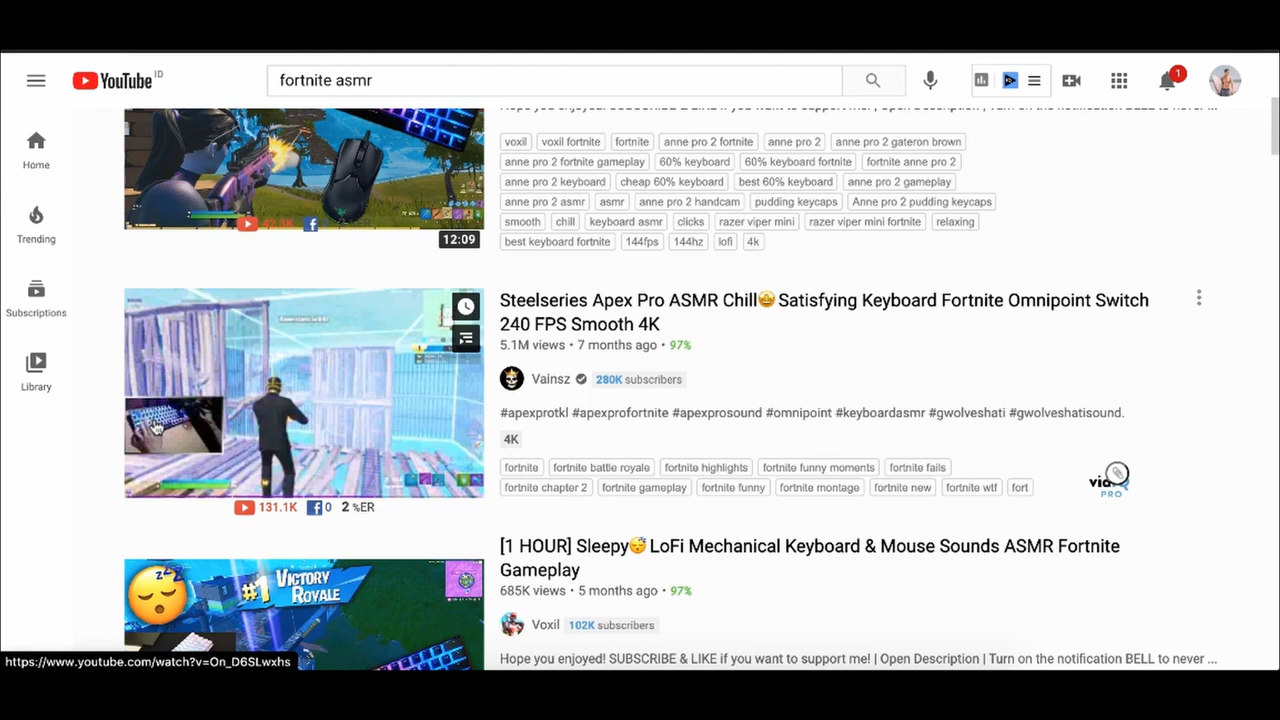 YouTube ID
fortnite asmr
1
Home
Trending
Subscriptions
Library
12:09
voxil voxil fortnite fortnite anne pro 2 fortnite anne pro 2 anne pro 2 gateron brown
anne pro 2 fortnite gameplay 60% keyboard 60% keyboard fortnite fortnite anne pro 2
anne pro 2 keyboard cheap 60% keyboard best 60% keyboard anne pro 2 gameplay
anne pro 2 asmr asmr anne pro 2 handcam pudding keycaps Anne pro 2 pudding keycaps
smooth chill keyboard asmr clicks razer viper mini razer viper mini fortnite relaxing
best keyboard fortnite 144fps 144hz lofi 4k
Steelseries Apex Pro ASMR Chill🤩 Satisfying Keyboard Fortnite Omnipoint Switch
240 FPS Smooth 4K
5.1M views • 7 months ago • 97%
Vainsz 280K subscribers
#apexprotkl #apexprofortnite #apexprosound #omnipoint #keyboardasmr #gwolveshati #gwolveshatisound.
4K
fortnite fortnite battle royale fortnite highlights fortnite funny moments fortnite fails
fortnite chapter 2 fortnite gameplay fortnite funny fortnite montage fortnite new fortnite wtf fort
PRO
131.1K 0 2 %ER
[1 HOUR] Sleepy😴 LoFi Mechanical Keyboard & Mouse Sounds ASMR Fortnite
Gameplay
685K views • 5 months ago • 97%
Voxil 102K subscribers
Hope you enjoyed! SUBSCRIBE & LIKE if you want to support me! | Open Description | Turn on the notification BELL to never ...
#1 VICTORY
ROYALE
https://www.youtube.com/watch?v=On_D6SLwxhs